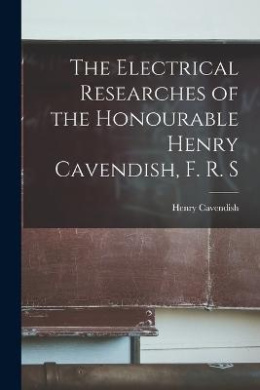 The Electrical
Researches of
the Honourable
Henry
Cavendish, F. R. S
Henry Cavendish